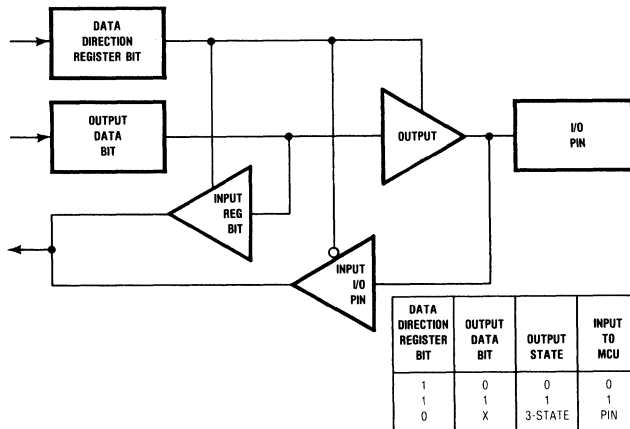 DATA
DIRECTION
REGISTER BIT
OUTPUT
DATA
BIT
OUTPUT
I/O
PIN
INPUT
REG
BIT
INPUT
I/O
PIN
DATA DIRECTION REGISTER BIT | OUTPUT DATA BIT | OUTPUT STATE | INPUT TO MCU
1 0 0 0
1 1 1 1
0 X 3-STATE PIN